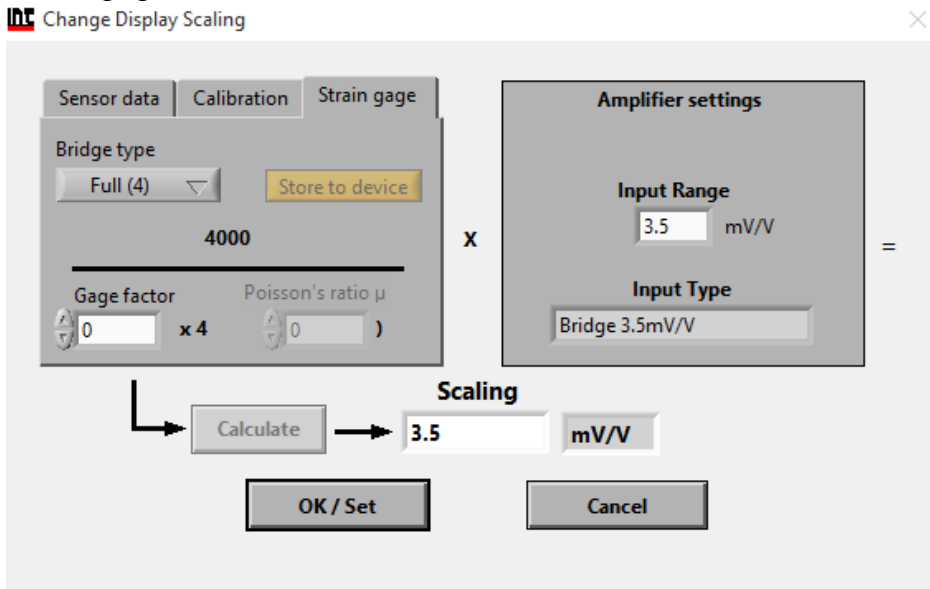 Change Display Scaling
Sensor data Calibration Strain gage
Bridge type
Full (4) Store to device
4000
Gage factor Poisson's ratio µ
0 x 4 0 )
x
Amplifier settings
Input Range
3.5 mV/V
Input Type
Bridge 3.5mV/V
=
Scaling
Calculate 3.5 mV/V
OK / Set Cancel